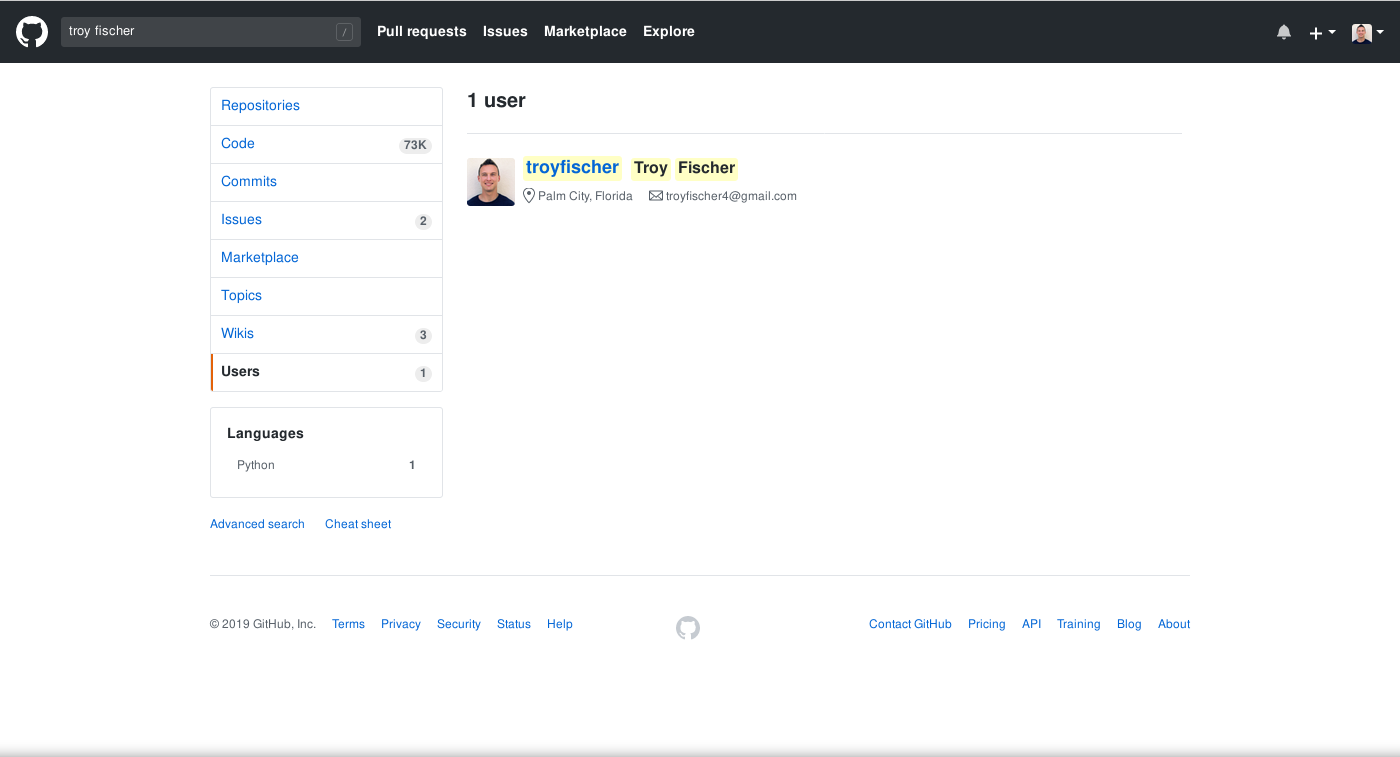 troy fischer / Pull requests Issues Marketplace Explore
Repositories
Code 73K
Commits
Issues 2
Marketplace
Topics
Wikis 3
Users 1
Languages
Python 1
Advanced search Cheat sheet
1 user
troyfischer Troy Fischer
Palm City, Florida troyfischer4@gmail.com
© 2019 GitHub, Inc. Terms Privacy Security Status Help Contact GitHub Pricing API Training Blog About